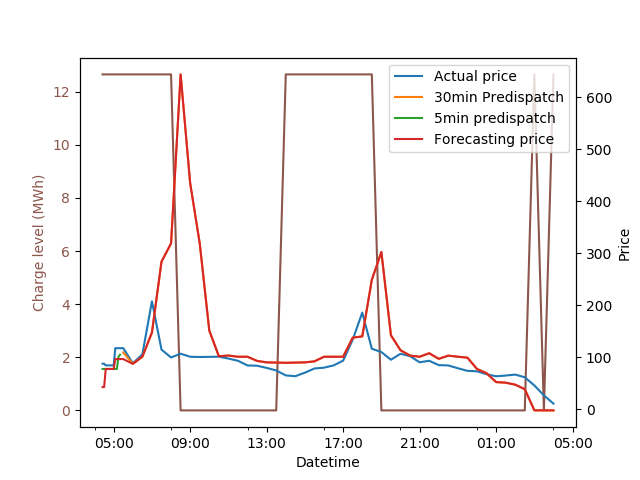 Actual price
30min Predispatch
5min predispatch
Forecasting price
Charge level (MWh)
12
10
8
6
4
2
0
600
500
400
300
200
100
0
Price
05:00 09:00 13:00 17:00 21:00 01:00 05:00
Datetime